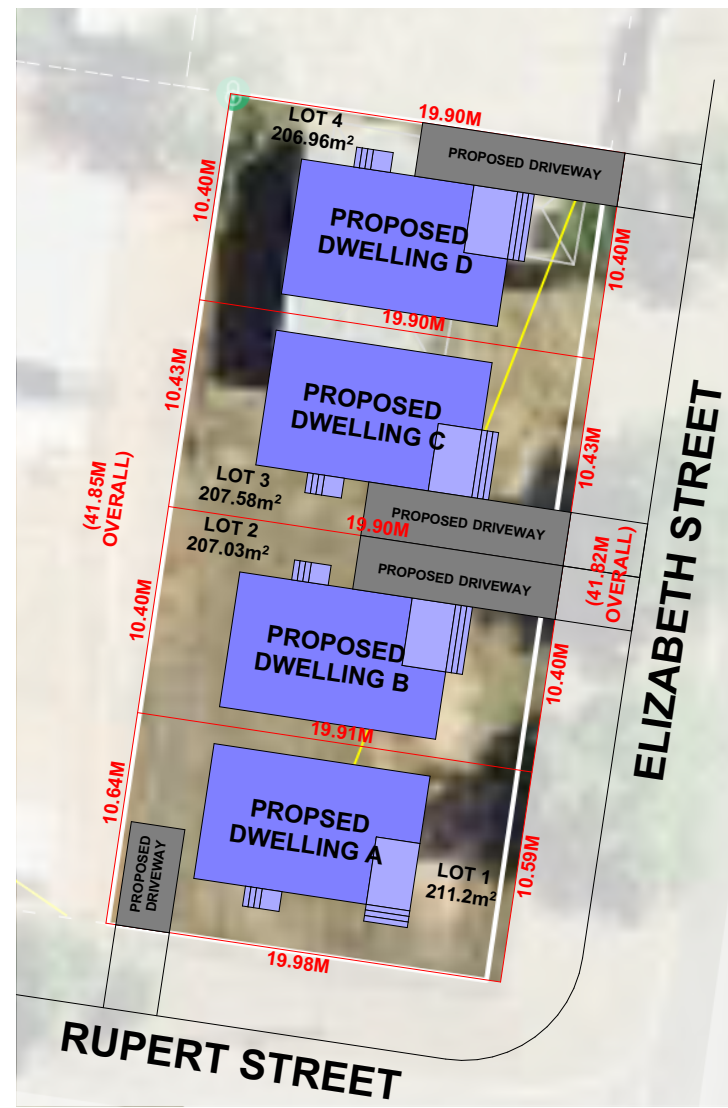 19.90M
LOT 4
206.96m²
PROPOSED DRIVEWAY
10.40M
PROPOSED
DWELLING D
10.40M
19.90M
10.43M
PROPOSED
DWELLING C
10.43M
(41.85M
OVERALL)
LOT 3
207.58m²
PROPOSED DRIVEWAY
19.90M
LOT 2
207.03m²
PROPOSED DRIVEWAY
(41.82M
OVERALL)
ELIZABETH STREET
10.40M
PROPOSED
DWELLING B
10.40M
19.91M
10.64M
PROPSED
DWELLING A
PROPOSED
DRIVEWAY
LOT 1
211.2m²
10.59M
19.98M
RUPERT STREET